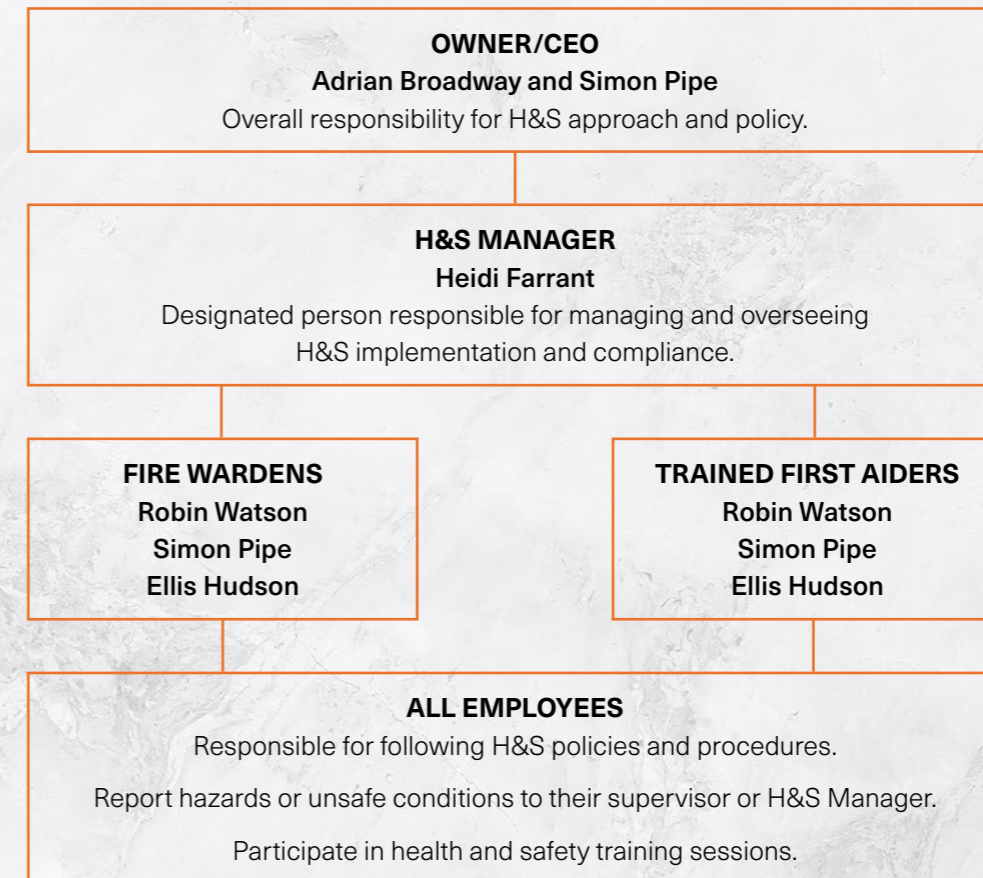 OWNER/CEO
Adrian Broadway and Simon Pipe
Overall responsibility for H&S approach and policy.
H&S MANAGER
Heidi Farrant
Designated person responsible for managing and overseeing
H&S implementation and compliance.
FIRE WARDENS
Robin Watson
Simon Pipe
Ellis Hudson
TRAINED FIRST AIDERS
Robin Watson
Simon Pipe
Ellis Hudson
ALL EMPLOYEES
Responsible for following H&S policies and procedures.
Report hazards or unsafe conditions to their supervisor or H&S Manager.
Participate in health and safety training sessions.